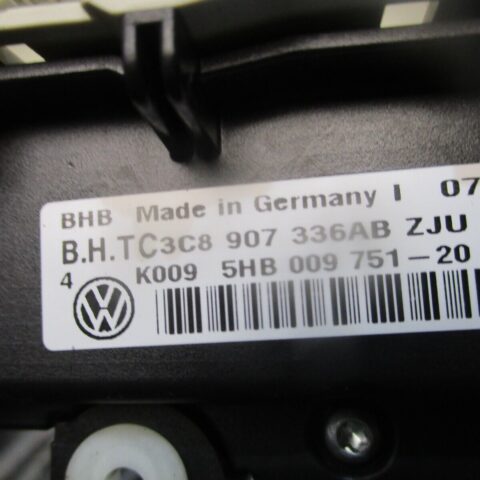 BHB Made in Germany I 07
B.H.TC3C8 907 336AB ZJU
4 K009 5HB 009 751-20